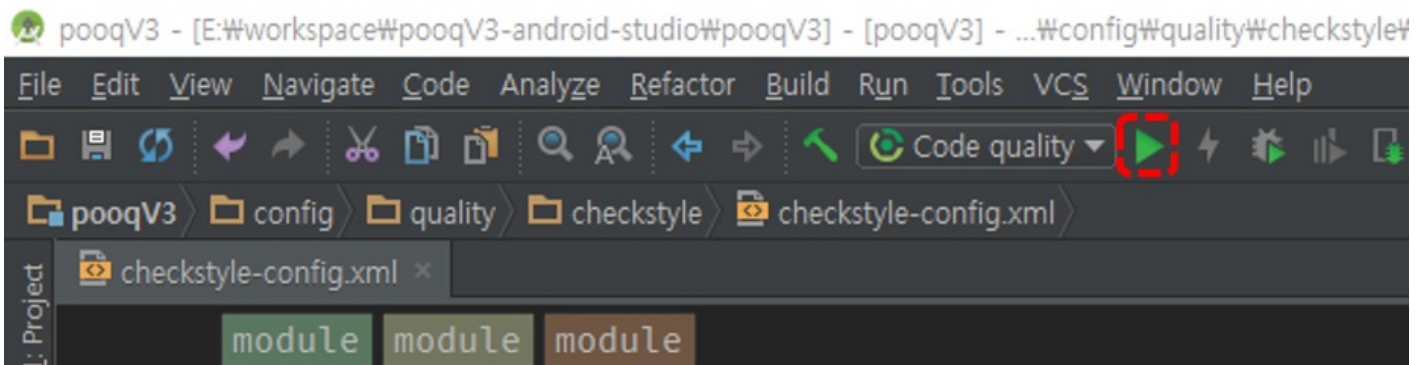 pooqV3 - [E:₩workspace₩pooqV3-android-studio₩pooqV3] - [pooqV3] - ...₩config₩quality₩checkstyle₩
File Edit View Navigate Code Analyze Refactor Build Run Tools VCS Window Help
Code quality
pooqV3 config quality checkstyle checkstyle-config.xml
checkstyle-config.xml
1: Project
module module module